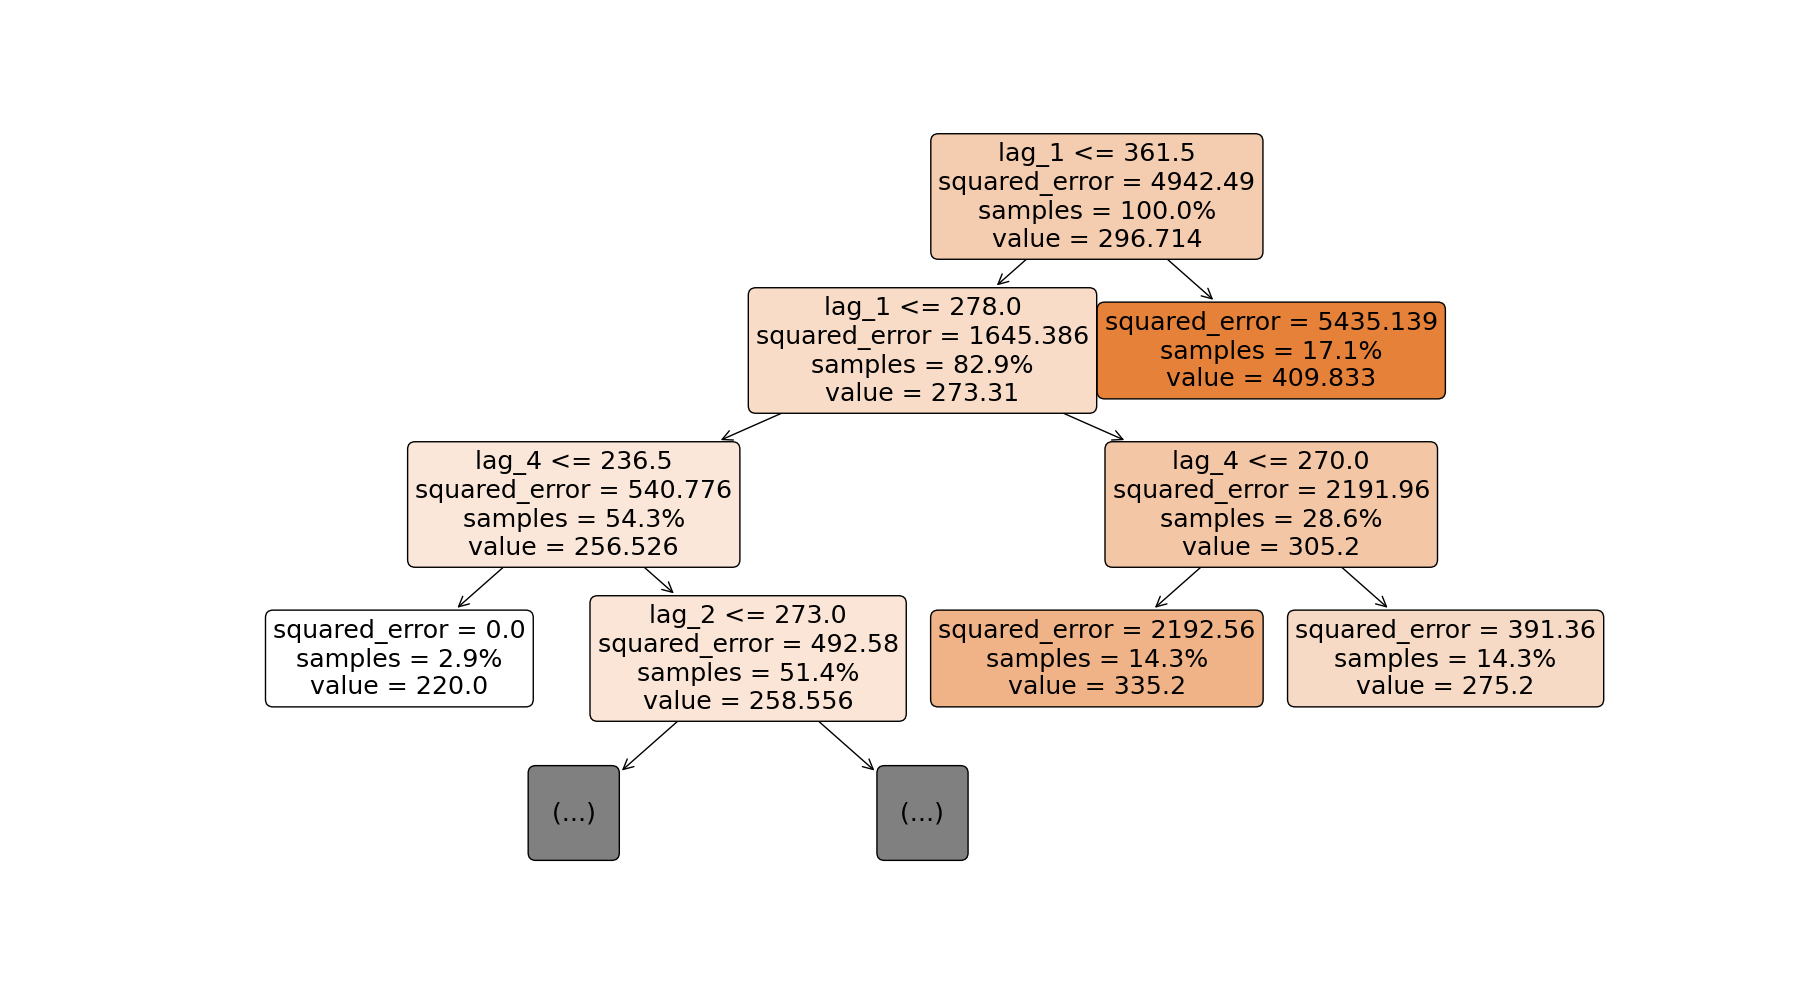 lag_1 <= 361.5
squared_error = 4942.49
samples = 100.0%
value = 296.714
lag_1 <= 278.0
squared_error = 1645.386
samples = 82.9%
value = 273.31
squared_error = 5435.139
samples = 17.1%
value = 409.833
lag_4 <= 236.5
squared_error = 540.776
samples = 54.3%
value = 256.526
lag_4 <= 270.0
squared_error = 2191.96
samples = 28.6%
value = 305.2
squared_error = 0.0
samples = 2.9%
value = 220.0
lag_2 <= 273.0
squared_error = 492.58
samples = 51.4%
value = 258.556
squared_error = 2192.56
samples = 14.3%
value = 335.2
squared_error = 391.36
samples = 14.3%
value = 275.2
(...)
(...)